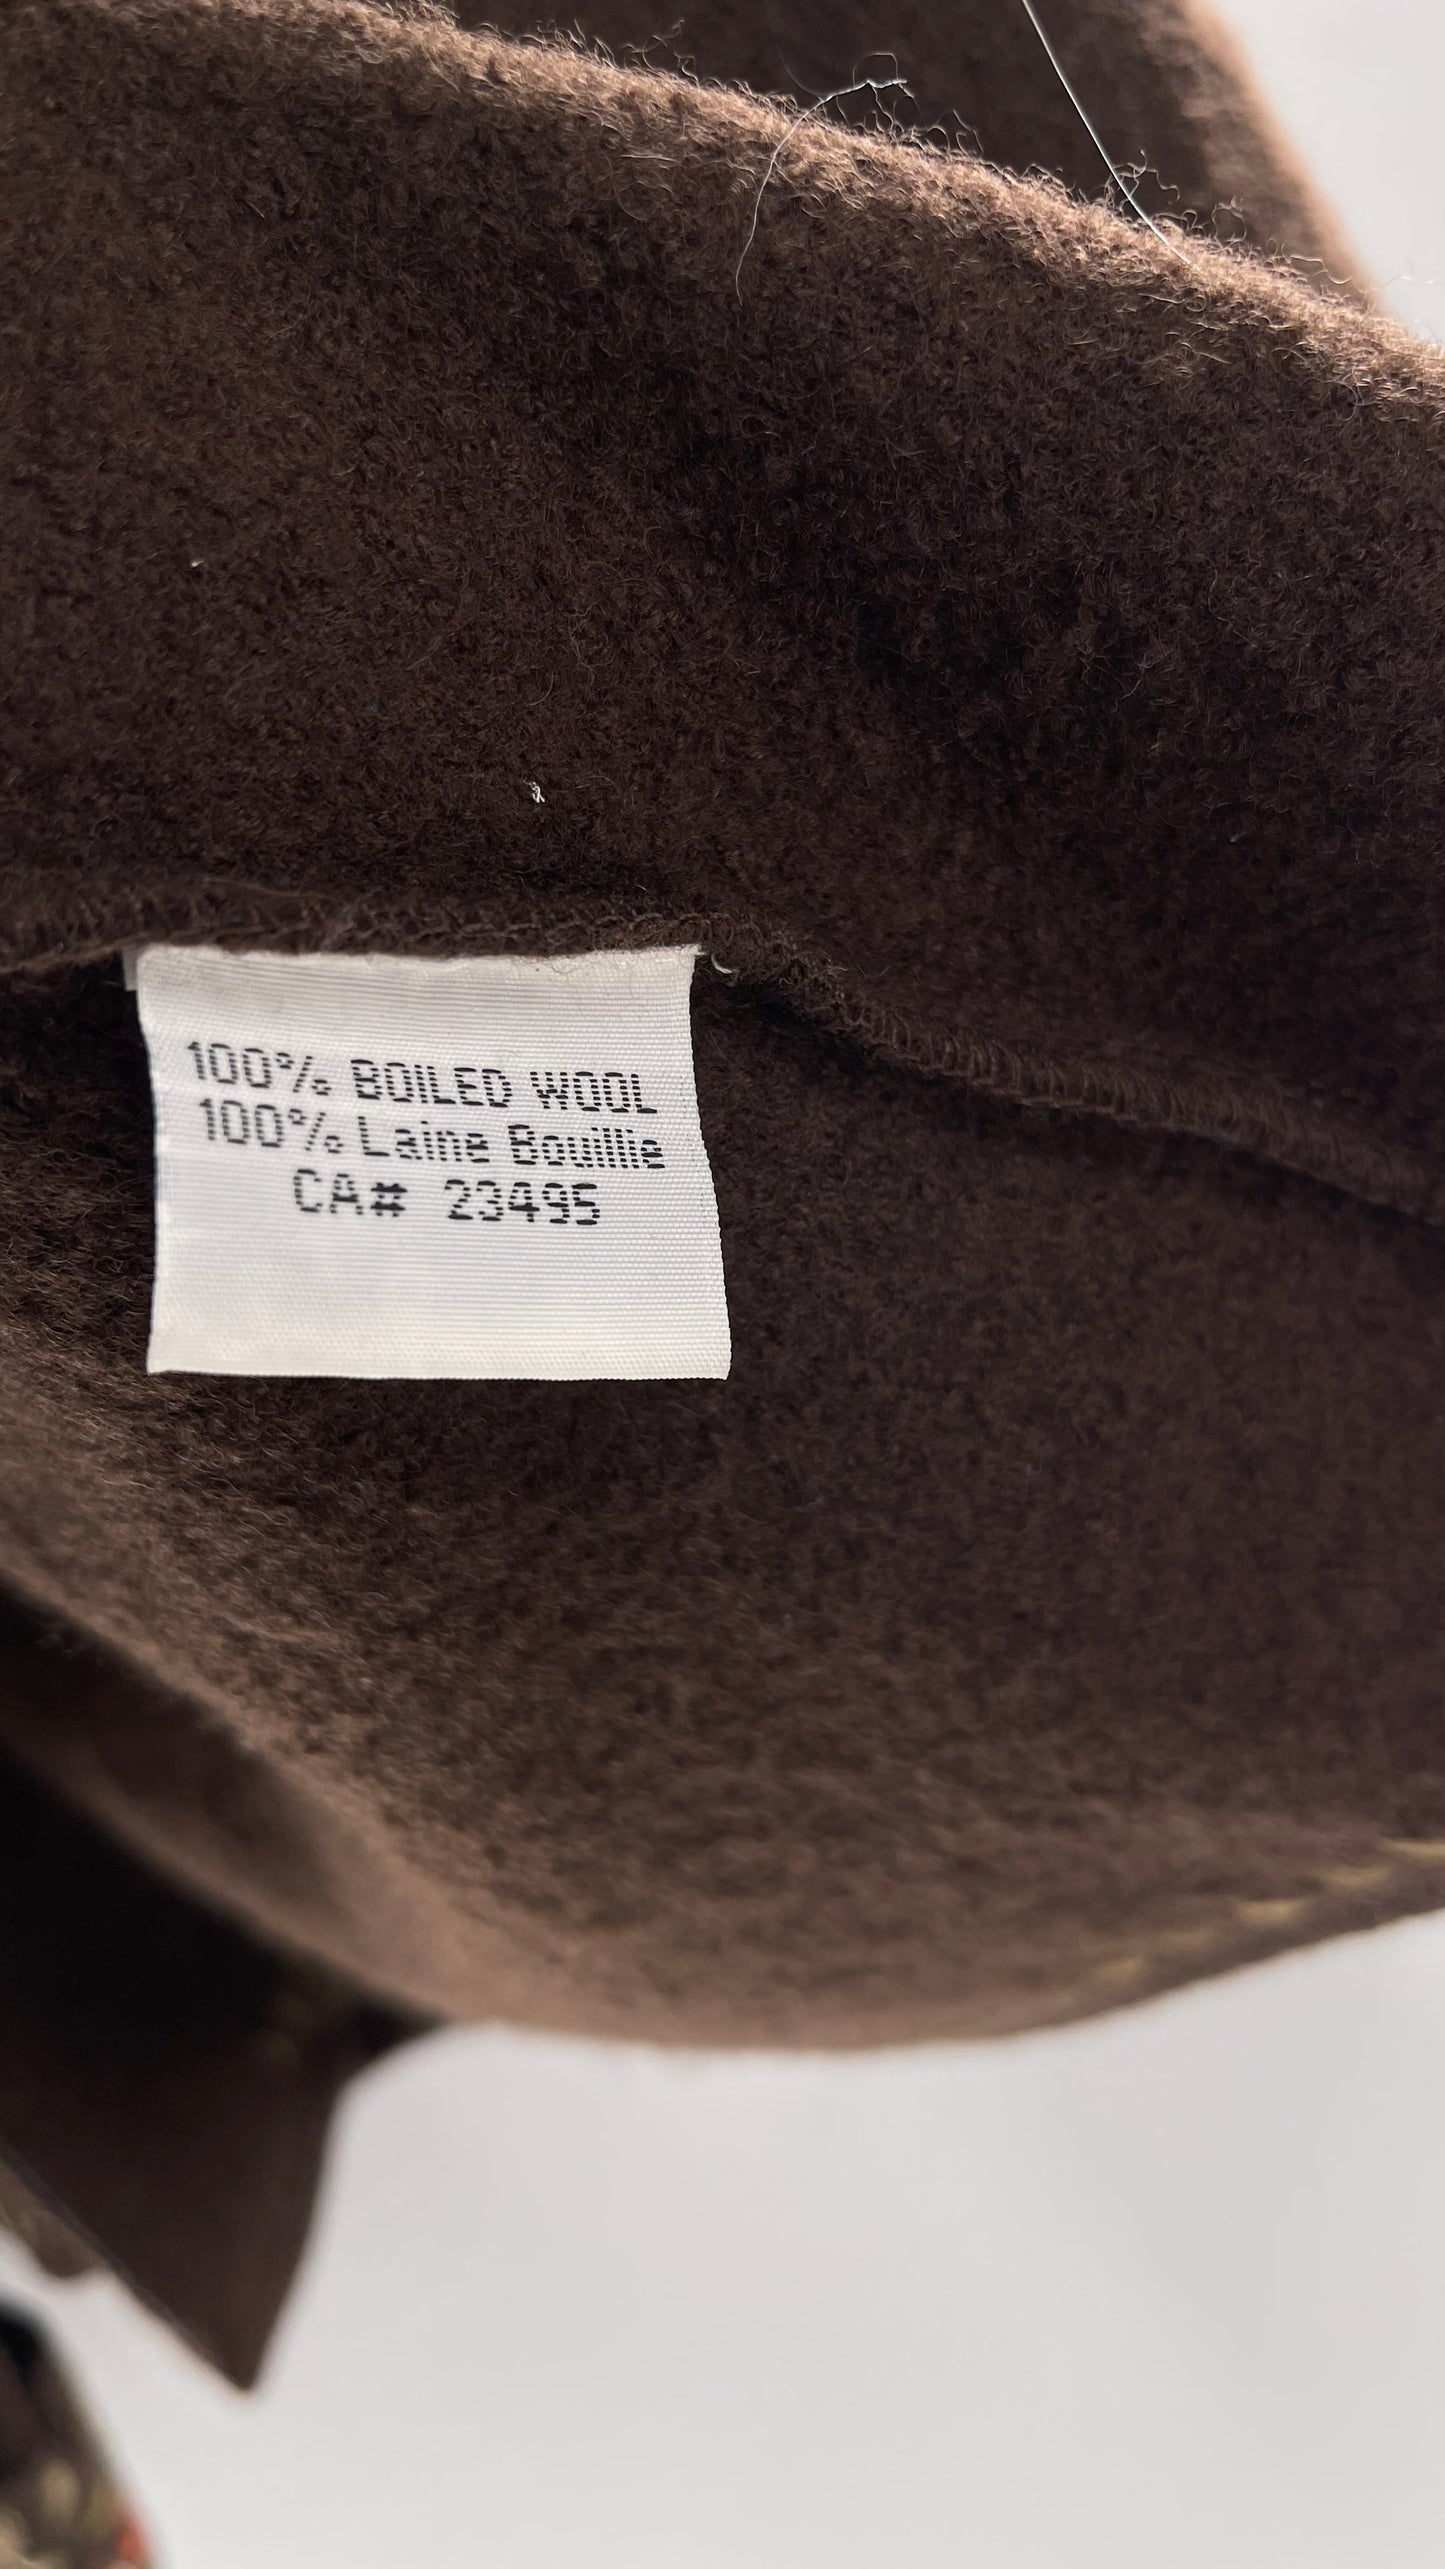 100% BOILED WOOL
100% Laine Bouillie
CA# 23495